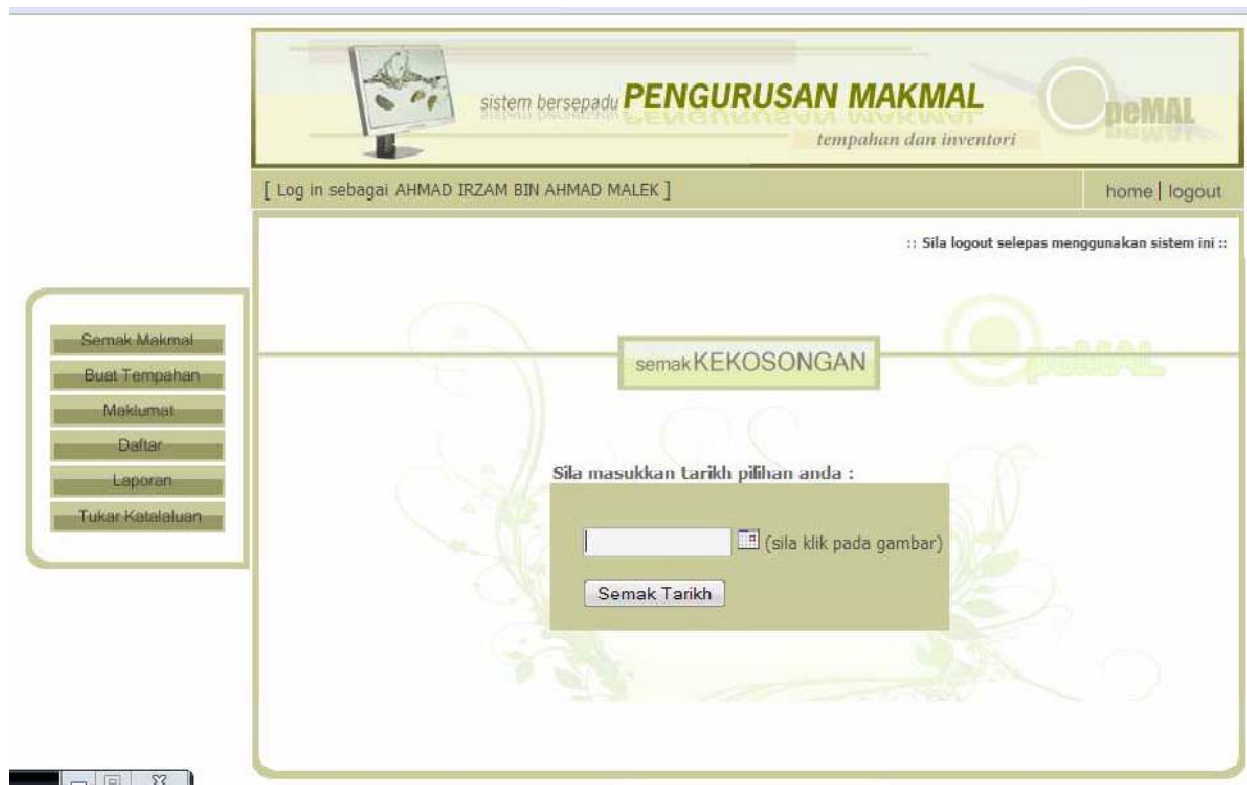 sistem bersepadu PENGURUSAN MAKMAL
peMAL
tempahan dan inventori
[ Log in sebagai AHMAD IRZAM BIN AHMAD MALEK ]
home | logout
:: Sila logout selepas menggunakan sistem ini ::
Semak Makmal
Buat Tempahan
Maklumat
Daftar
Laporan
Tukar Katalaluan
semakKEKOSONGAN
peMAL
Sila masukkan tarikh pilihan anda :
(sila klik pada gambar)
Semak Tarikh